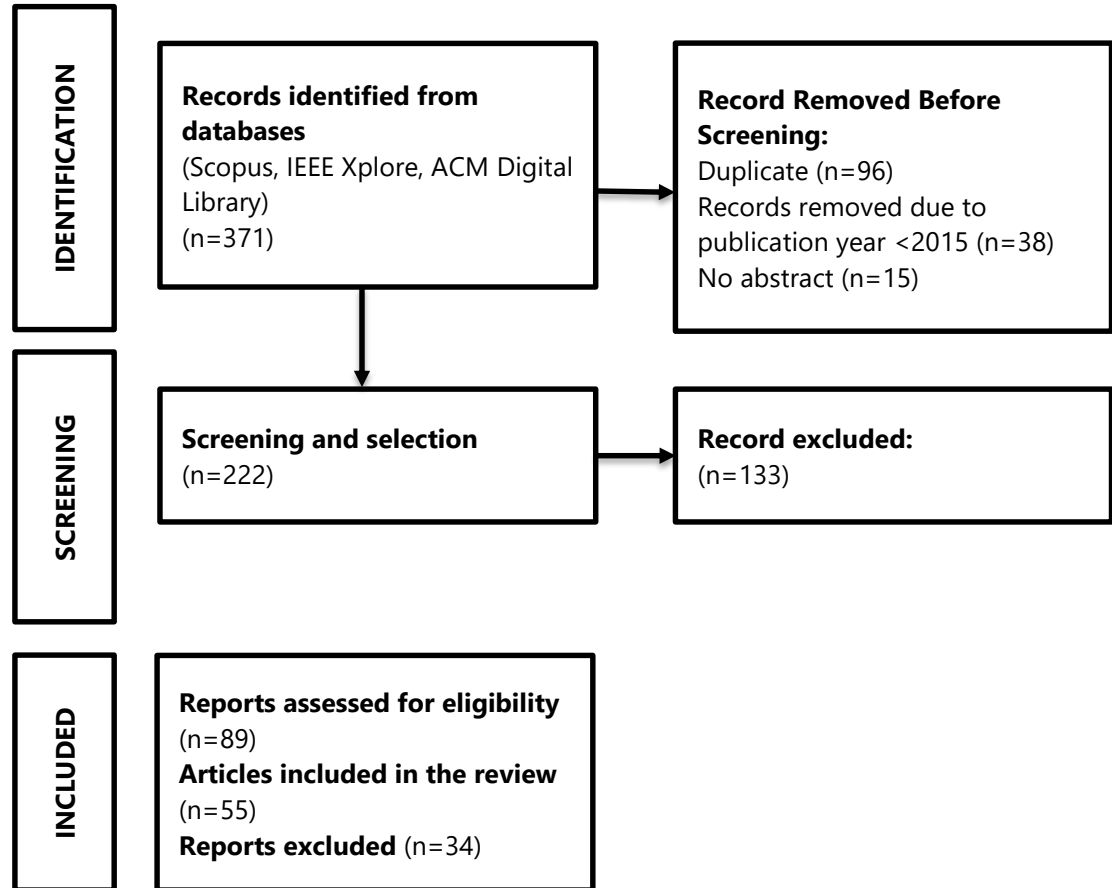 IDENTIFICATION
Records identified from
databases
(Scopus, IEEE Xplore, ACM Digital
Library)
(n=371)
Record Removed Before
Screening:
Duplicate (n=96)
Records removed due to
publication year <2015 (n=38)
No abstract (n=15)
SCREENING
Screening and selection
(n=222)
Record excluded:
(n=133)
INCLUDED
Reports assessed for eligibility
(n=89)
Articles included in the review
(n=55)
Reports excluded (n=34)